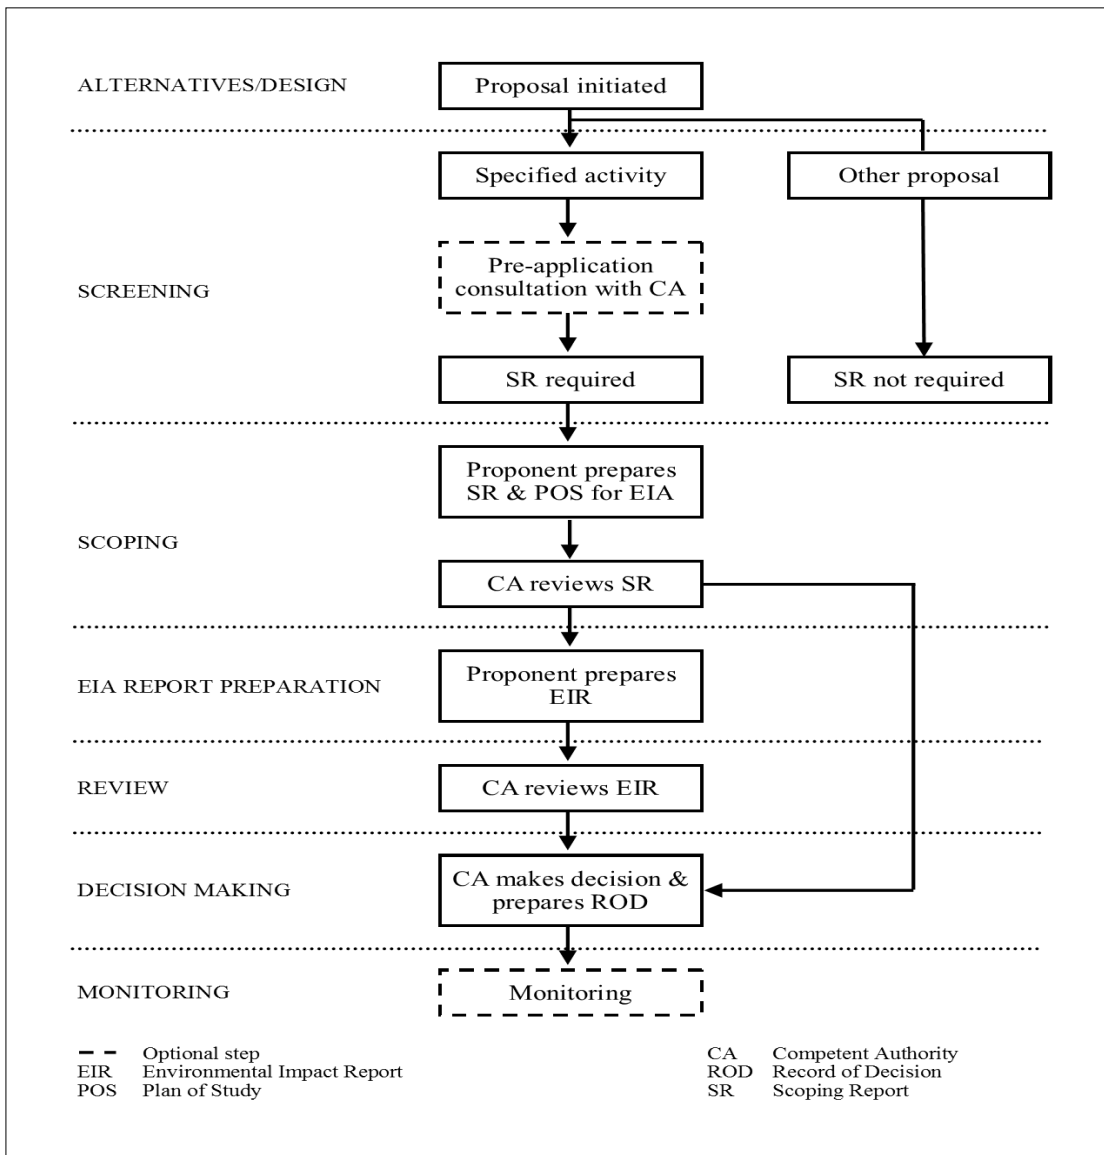 ALTERNATIVES/DESIGN
Proposal initiated
Specified activity
Other proposal
SCREENING
Pre-application
consultation with CA
SR required
SR not required
SCOPING
Proponent prepares
SR & POS for EIA
CA reviews SR
EIA REPORT PREPARATION
Proponent prepares
EIR
REVIEW
CA reviews EIR
DECISION MAKING
CA makes decision &
prepares ROD
MONITORING
Monitoring
Optional step
EIR Environmental Impact Report
POS Plan of Study
CA Competent Authority
ROD Record of Decision
SR Scoping Report